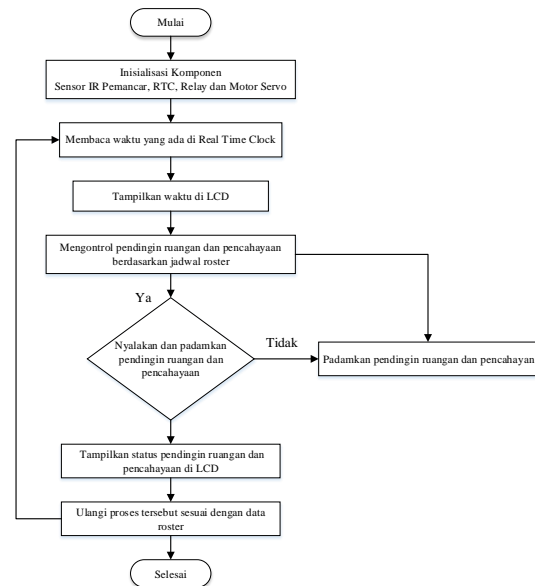 Mulai
Inisialisasi Komponen
Sensor IR Pemancar, RTC, Relay dan Motor Servo
Membaca waktu yang ada di Real Time Clock
Tampilkan waktu di LCD
Mengontrol pendingin ruangan dan pencahayaan
berdasarkan jadwal roster
Ya
Nyalakan dan padamkan
pendingin ruangan dan
pencahayaan
Tidak
Padamkan pendingin ruangan dan pencahayan
Tampilkan status pendingin ruangan dan
pencahayaan di LCD
Ulangi proses tersebut sesuai dengan data
roster
Selesai